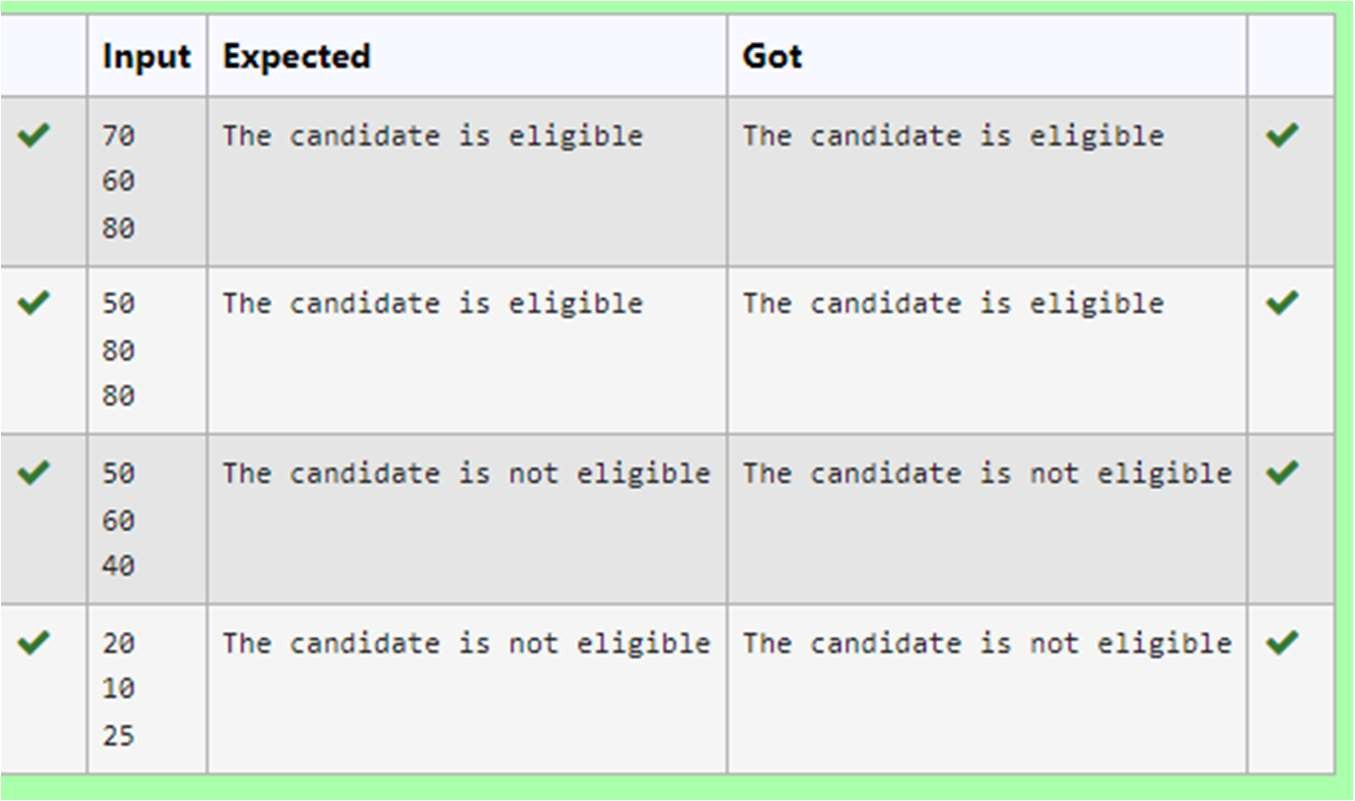 Input Expected Got
70 The candidate is eligible The candidate is eligible
60
80
50 The candidate is eligible The candidate is eligible
80
80
50 The candidate is not eligible The candidate is not eligible
60
40
20 The candidate is not eligible The candidate is not eligible
10
25